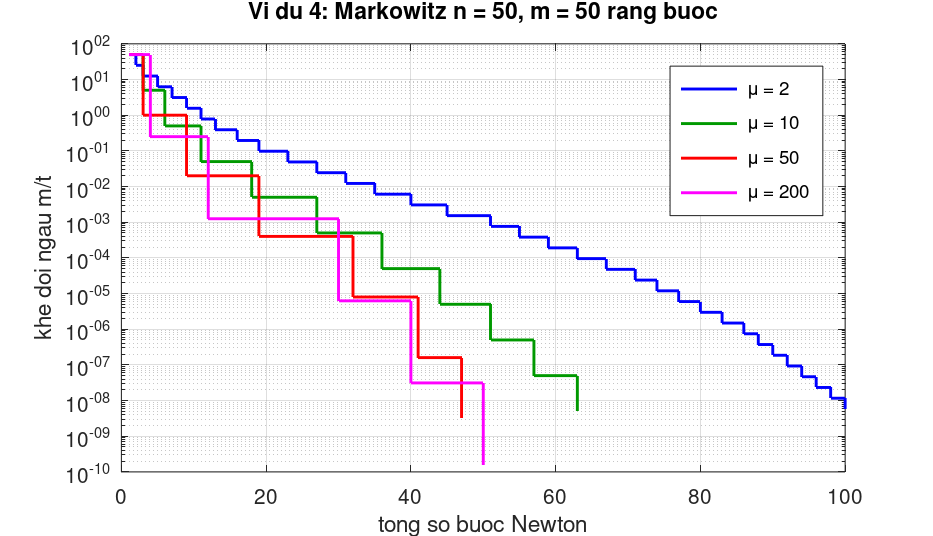 Vi du 4: Markowitz n = 50, m = 50 rang buoc
khe doi ngau m/t
10^02
10^01
10^00
10^-01
10^-02
10^-03
10^-04
10^-05
10^-06
10^-07
10^-08
10^-09
10^-10
μ = 2
μ = 10
μ = 50
μ = 200
0 20 40 60 80 100
tong so buoc Newton